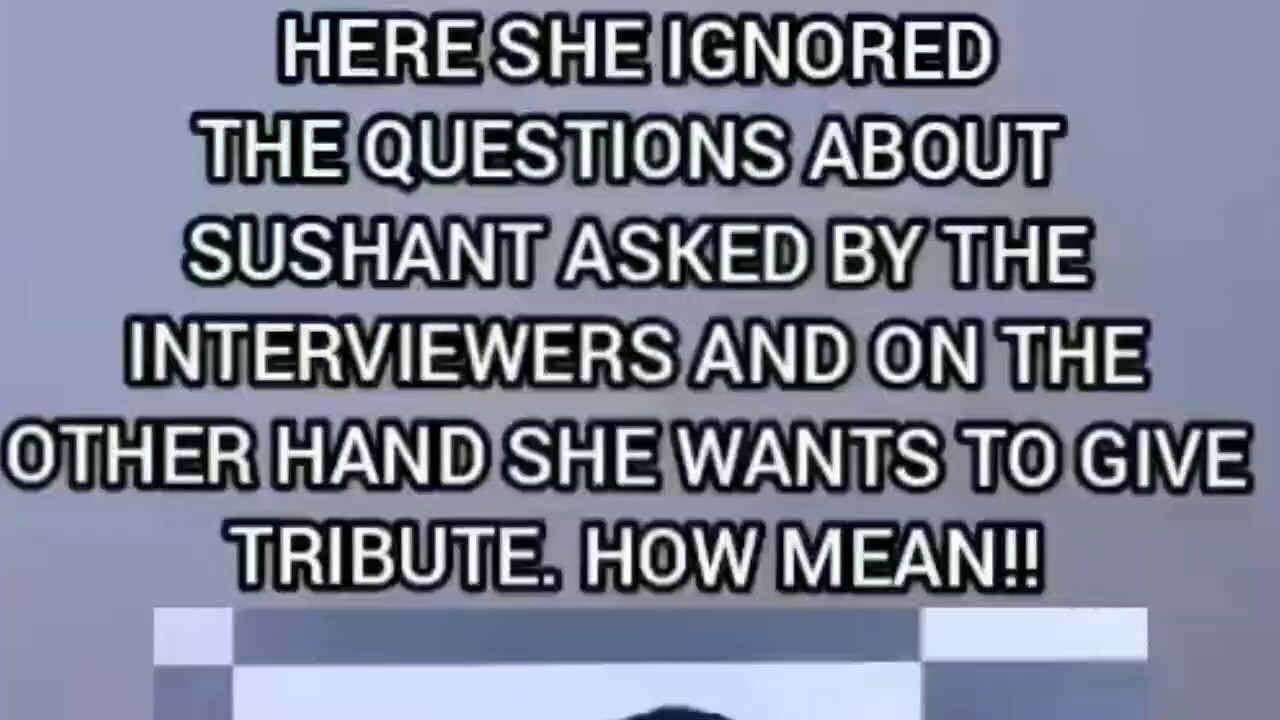 HERE SHE IGNORED
THE QUESTIONS ABOUT
SUSHANT ASKED BY THE
INTERVIEWERS AND ON THE
OTHER HAND SHE WANTS TO GIVE
TRIBUTE. HOW MEAN!!